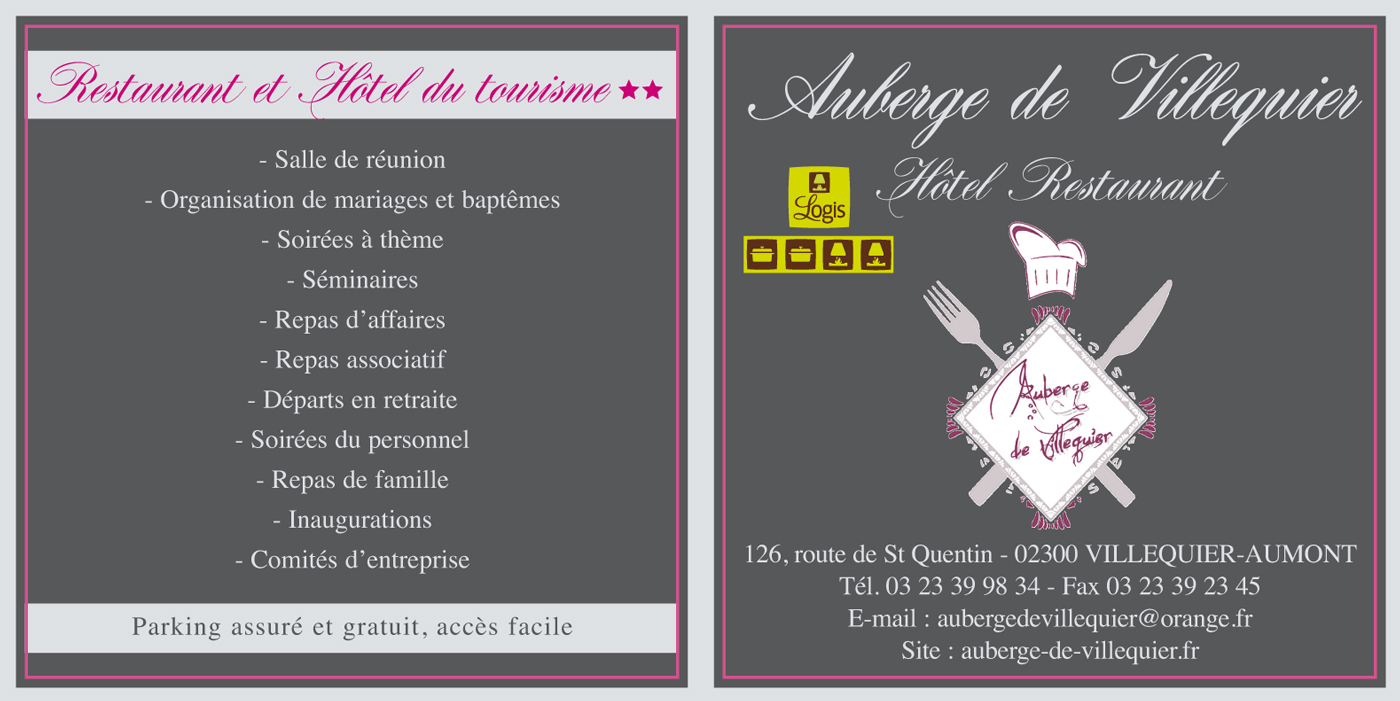 Restaurant et Hôtel du tourisme ★★
- Salle de réunion
- Organisation de mariages et baptêmes
- Soirées à thème
- Séminaires
- Repas d’affaires
- Repas associatif
- Départs en retraite
- Soirées du personnel
- Repas de famille
- Inaugurations
- Comités d’entreprise
Parking assuré et gratuit, accès facile
Auberge de Villequier
Hôtel Restaurant
Logis
Auberge
de Villequier
126, route de St Quentin - 02300 VILLEQUIER-AUMONT
Tél. 03 23 39 98 34 - Fax 03 23 39 23 45
E-mail : aubergedevillequier@orange.fr
Site : auberge-de-villequier.fr